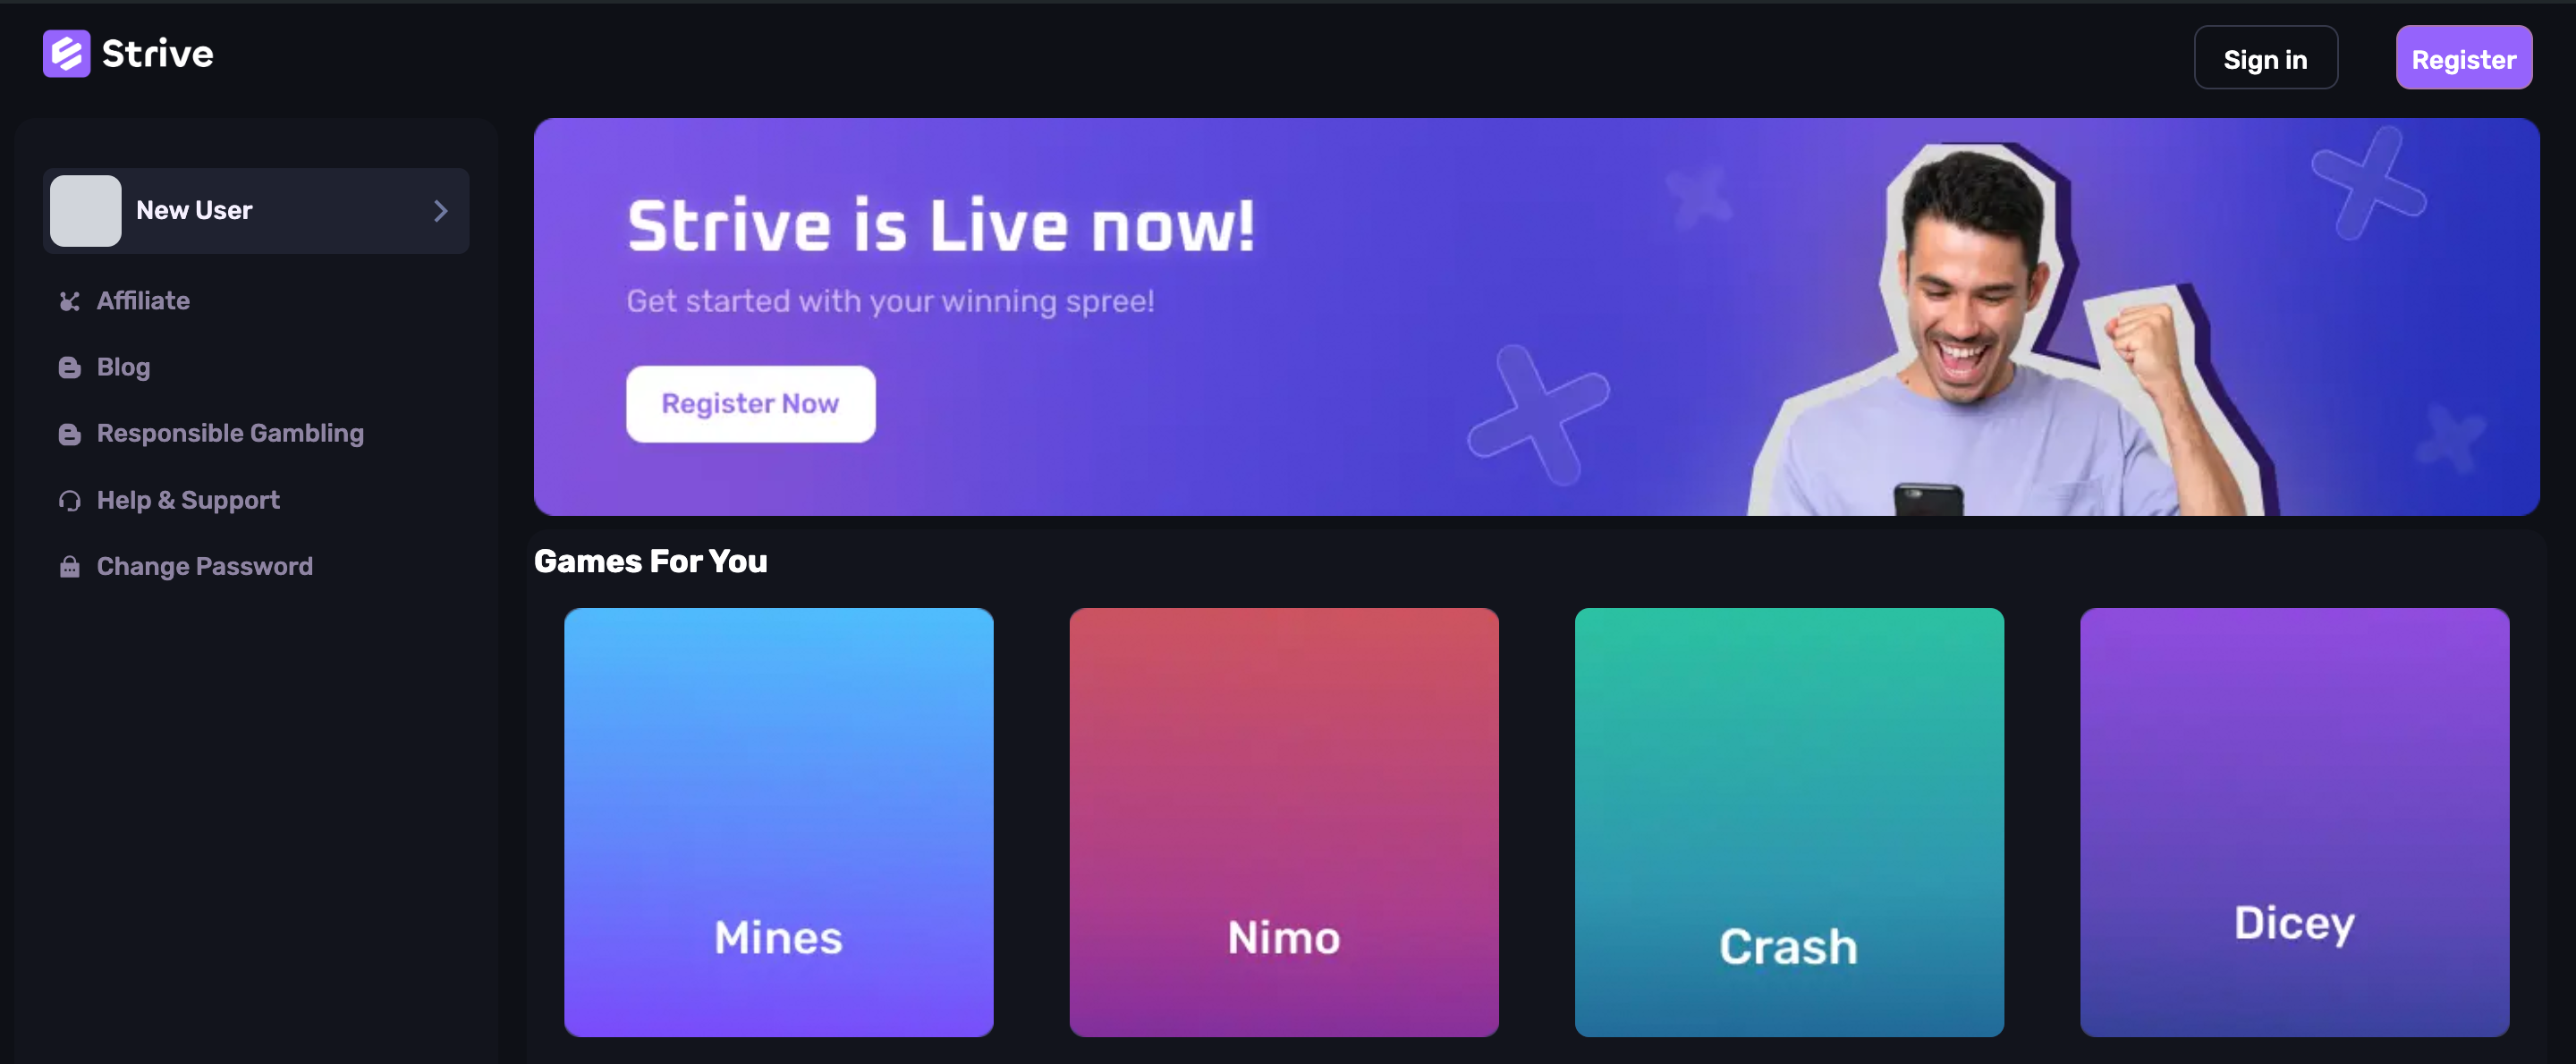 Strive
Sign in
Register
New User
Affiliate
Blog
Responsible Gambling
Help & Support
Change Password
Strive is Live now!
Get started with your winning spree!
Register Now
Games For You
Mines
Nimo
Crash
Dicey